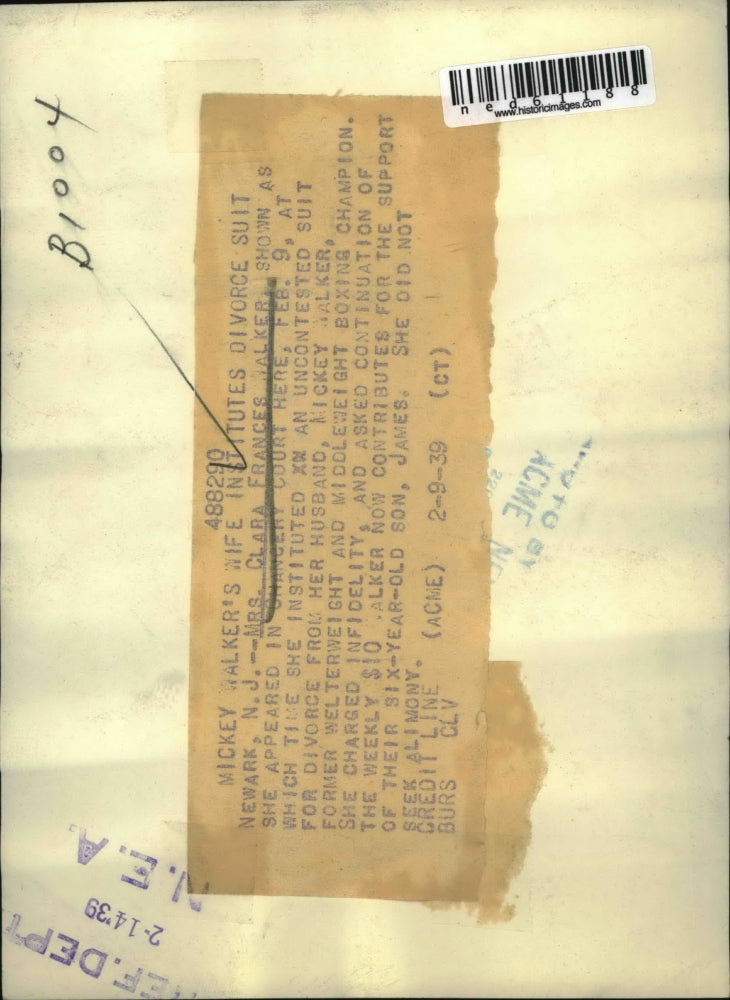 B1004
ned61188
www.historicimages.com
488290
MICKEY WALKER'S WIFE INSTITUTES DIVORCE SUIT
NEWARK, N.J.--MRS. CLARA FRANCES WALKER, SHOWN AS
SHE APPEARED IN CHANCERY COURT HERE, FEB. 9, AT
WHICH TIME SHE INSTITUTED XW AN UNCONTESTED SUIT
FOR DIVORCE FROM HER HUSBAND, MICKEY WALKER,
FORMER WELTERWEIGHT AND MIDDLEWEIGHT BOXING CHAMPION.
SHE CHARGED INFIDELITY, AND ASKED CONTINUATION OF
THE WEEKLY $10 WALKER NOW CONTRIBUTES FOR THE SUPPORT
OF THEIR SIX-YEAR-OLD SON, JAMES. SHE DID NOT
SEEK ALIMONY.
CREDIT LINE (ACME) 2-9-39 (CT)
BURS CLV
BY
ACME
N.E.A.
2-14'39
REF. DEPT